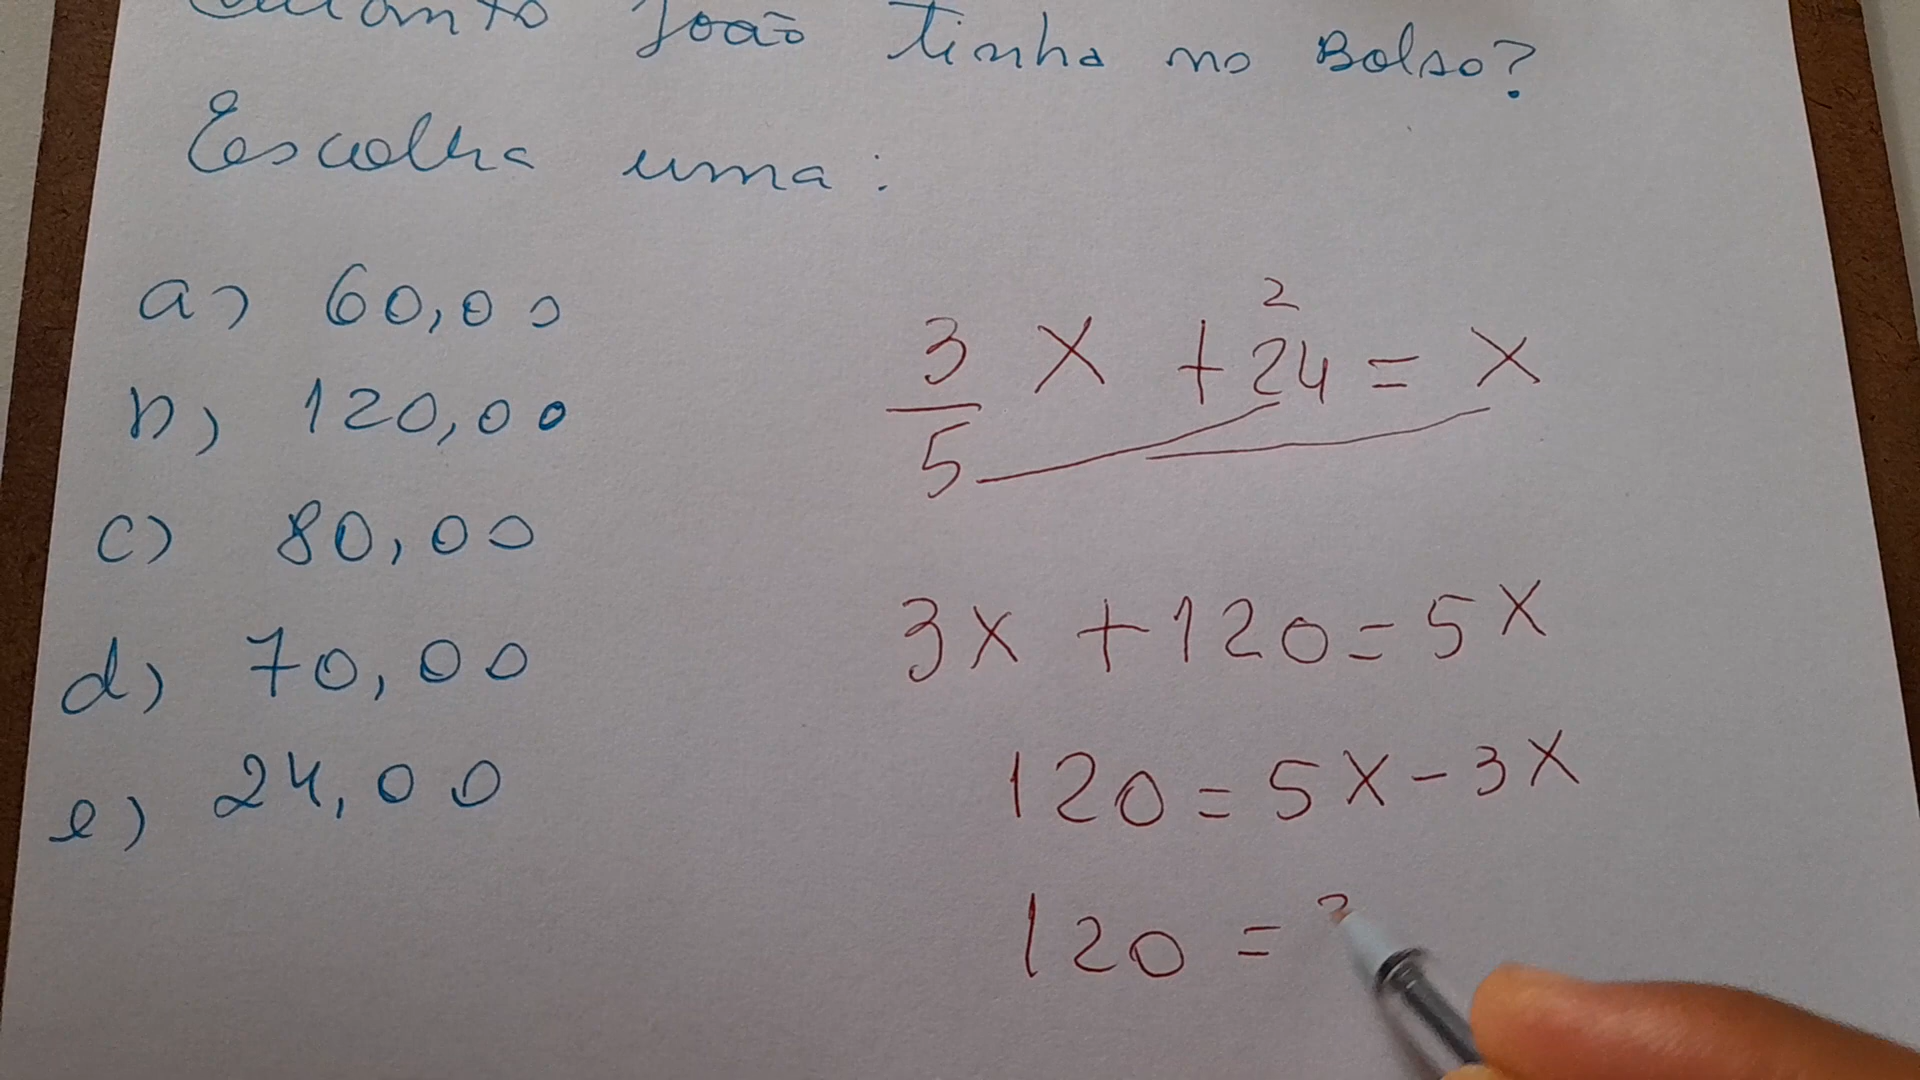 Quanto João tinha no Bolso?
Escolha uma:
a) 60,00
b) 120,00
c) 80,00
d) 70,00
e) 24,00
2
3/5 X + 24 = X
3X + 120 = 5X
120 = 5X - 3X
120 =